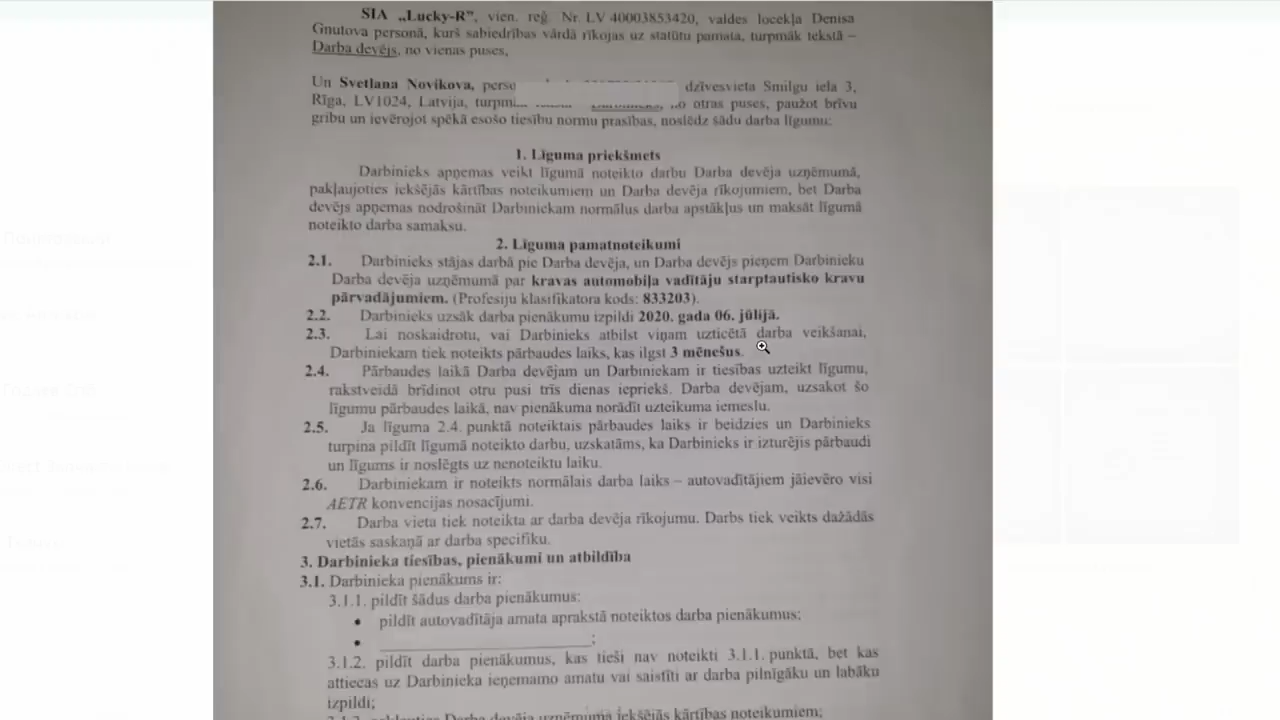 SIA „Lucky-R”, vien. reģ. Nr. LV 40003853420, valdes locekļa Denisa
Gnutova personā, kurš sabiedrības vārdā rīkojas uz statūtu pamata, turpmāk tekstā –
Darba devējs, no vienas puses,
Un Svetlana Novikova, perso dzīvesvieta Smilgu iela 3,
Rīga, LV1024, Latvija, no otras puses, paužot brīvu
gribu un ievērojot spēkā esošo tiesību normu prasības, noslēdz šādu darba līgumu:
1. Līguma priekšmets
Darbinieks apņemas veikt līgumā noteikto darbu Darba devēja uzņēmumā,
pakļaujoties iekšējās kārtības noteikumiem un Darba devēja rīkojumiem, bet Darba
devējs apņemas nodrošināt Darbiniekam normālus darba apstākļus un maksāt līgumā
noteikto darba samaksu.
2. Līguma pamatnoteikumi
2.1. Darbinieks stājas darbā pie Darba devēja, un Darba devējs pieņem Darbinieku
Darba devēja uzņēmumā par kravas automobiļa vadītāju starptautisko kravu
pārvadājumiem. (Profesiju klasifikatora kods: 833203).
2.2. Darbinieks uzsāk darba pienākumu izpildi 2020. gada 06. jūlijā.
2.3. Lai noskaidrotu, vai Darbinieks atbilst viņam uzticētā darba veikšanai,
Darbiniekam tiek noteikts pārbaudes laiks, kas ilgst 3 mēnešus.
2.4. Pārbaudes laikā Darba devējam un Darbiniekam ir tiesības uzteikt līgumu,
rakstveidā brīdinot otru pusi trīs dienas iepriekš. Darba devējam, uzsakot šo
līgumu pārbaudes laikā, nav pienākuma norādīt uzteikuma iemeslu.
2.5. Ja līguma 2.4. punktā noteiktais pārbaudes laiks ir beidzies un Darbinieks
turpina pildīt līgumā noteikto darbu, uzskatāms, ka Darbinieks ir izturējis pārbaudi
un līgums ir noslēgts uz nenoteiktu laiku.
2.6. Darbiniekam ir noteikts normālais darba laiks – autovadītājiem jāievēro visi
AETR konvencijas nosacījumi.
2.7. Darba vieta tiek noteikta ar darba devēja rīkojumu. Darbs tiek veikts dažādās
vietās saskaņā ar darba specifiku.
3. Darbinieka tiesības, pienākumi un atbildība
3.1. Darbinieka pienākums ir:
3.1.1. pildīt šādus darba pienākumus:
• pildīt autovadītāja amata aprakstā noteiktos darba pienākumus;
• ____________________;
3.1.2. pildīt darba pienākumus, kas tieši nav noteikti 3.1.1. punktā, bet kas
attiecas uz Darbinieka ieņemamo amatu vai saistīti ar darba pilnīgāku un labāku
izpildi;
Darba devēja uzņēmuma iekšējās kārtības noteikumiem;